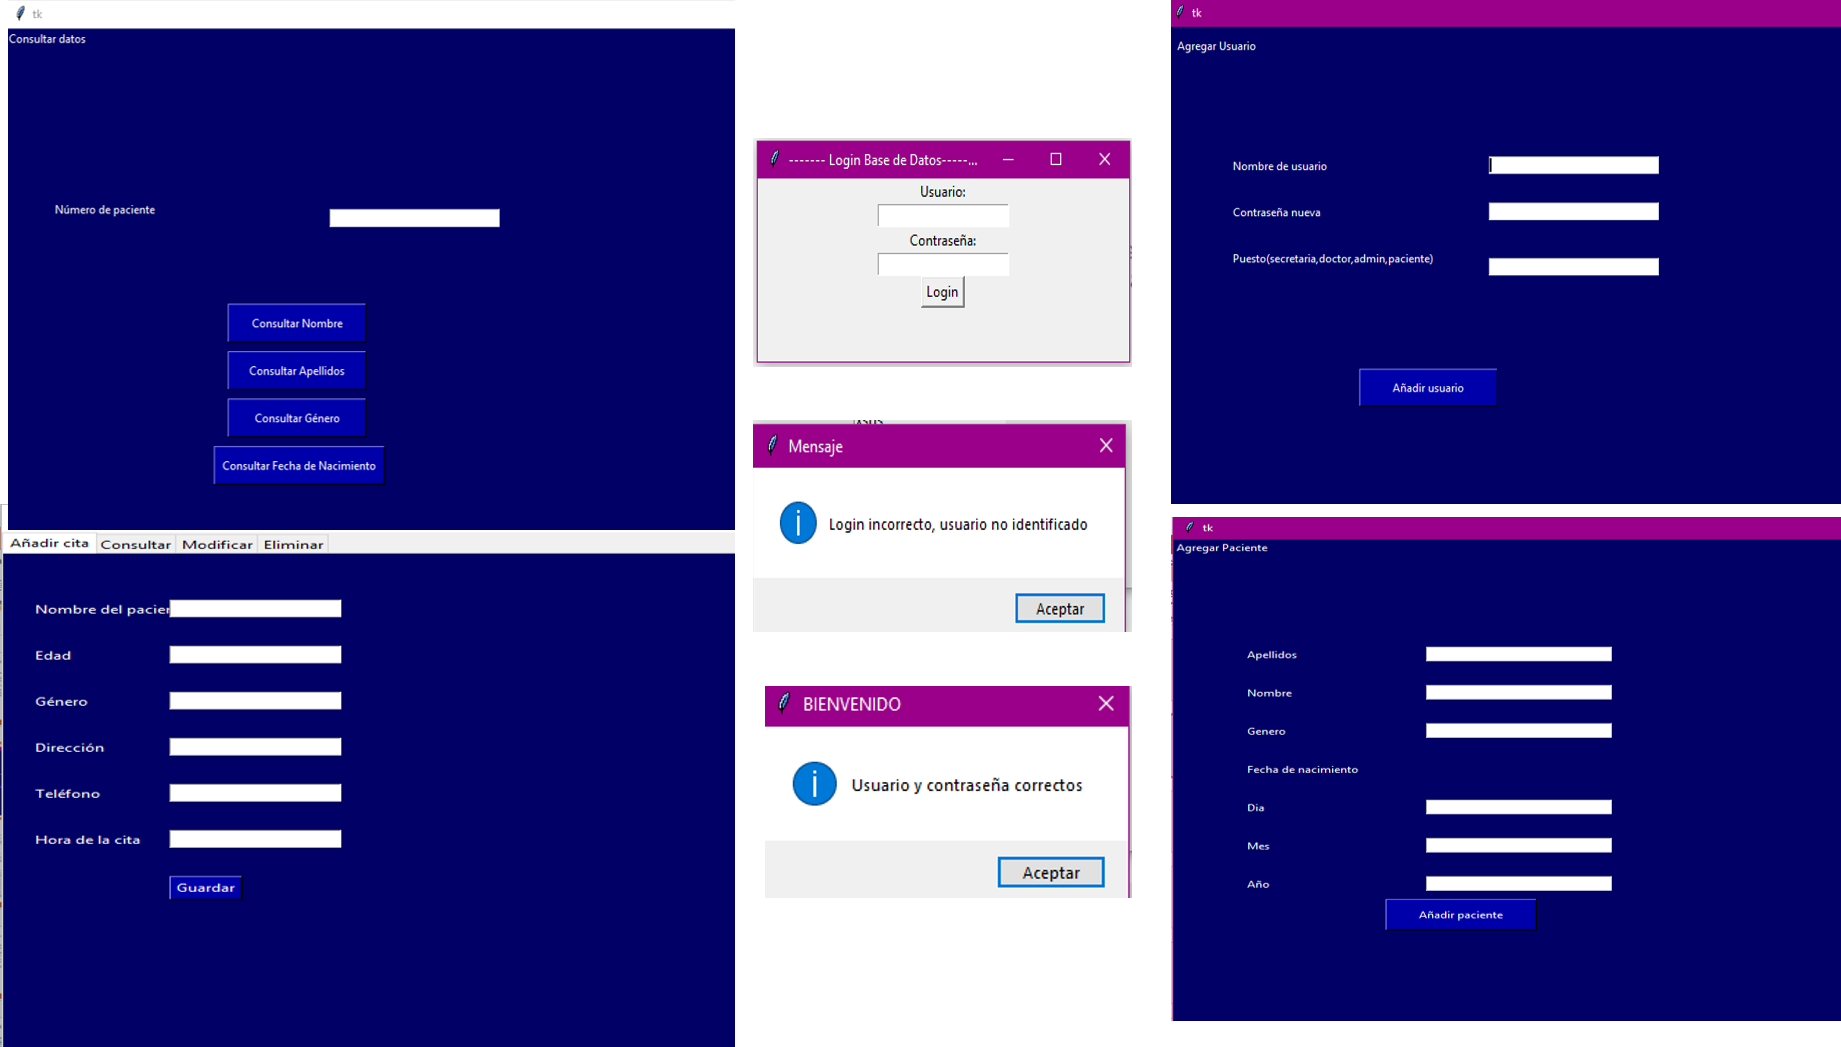 tk
Consultar datos
Número de paciente
Consultar Nombre
Consultar Apellidos
Consultar Género
Consultar Fecha de Nacimiento
Añadir cita
Consultar
Modificar
Eliminar
Nombre del pacier
Edad
Género
Dirección
Teléfono
Hora de la cita
Guardar
------- Login Base de Datos-----...
Usuario:
Contraseña:
Login
Mensaje
Login incorrecto, usuario no identificado
Aceptar
BIENVENIDO
Usuario y contraseña correctos
Aceptar
tk
Agregar Usuario
Nombre de usuario
Contraseña nueva
Puesto(secretaria,doctor,admin,paciente)
Añadir usuario
tk
Agregar Paciente
Apellidos
Nombre
Genero
Fecha de nacimiento
Dia
Mes
Año
Añadir paciente